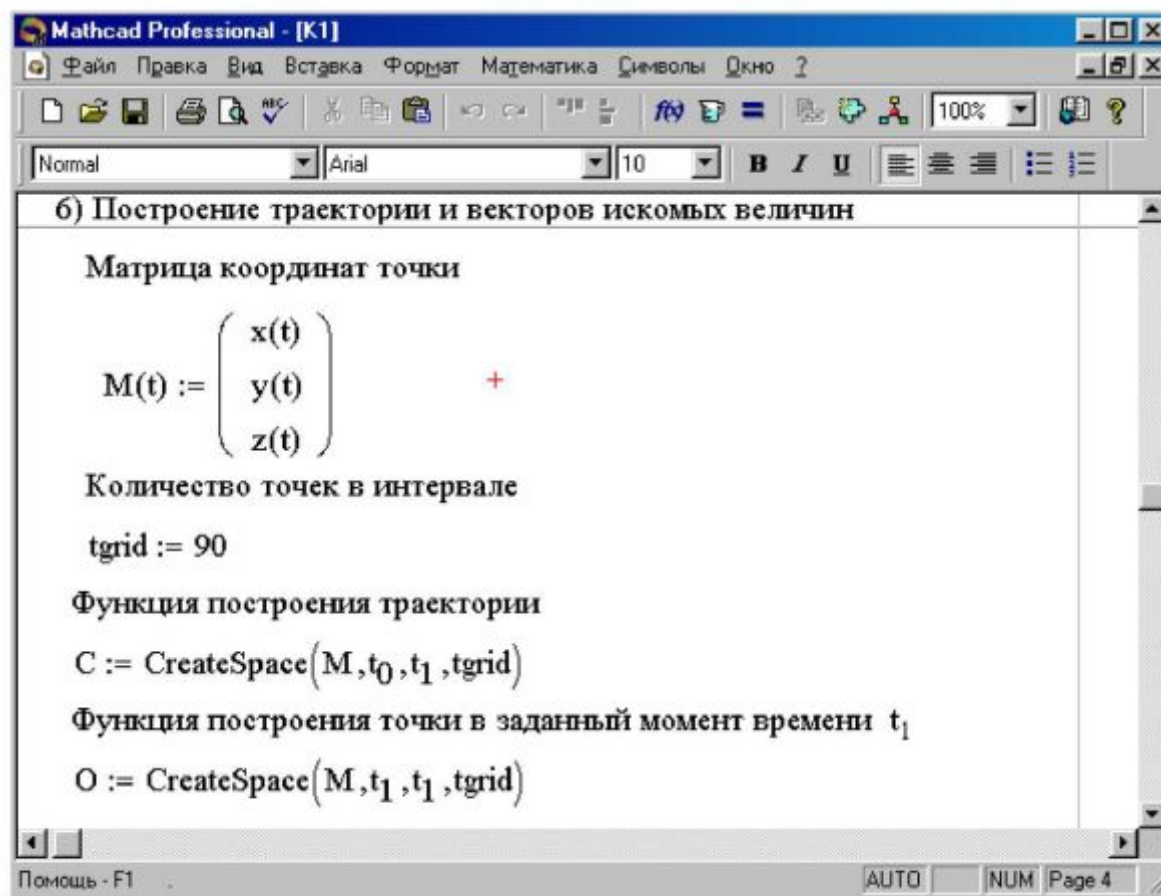 Mathcad Professional - [K1]
Файл Правка Вид Вставка Формат Математика Символы Окно ?
100%
Normal Arial 10 B I U
6) Построение траектории и векторов искомых величин
Матрица координат точки
x(t)
M(t) := y(t)
z(t)
Количество точек в интервале
tgrid := 90
Функция построения траектории
C := CreateSpace(M,t0,t1,tgrid)
Функция построения точки в заданный момент времени t1
O := CreateSpace(M,t1,t1,tgrid)
Помощь - F1 AUTO NUM Page 4